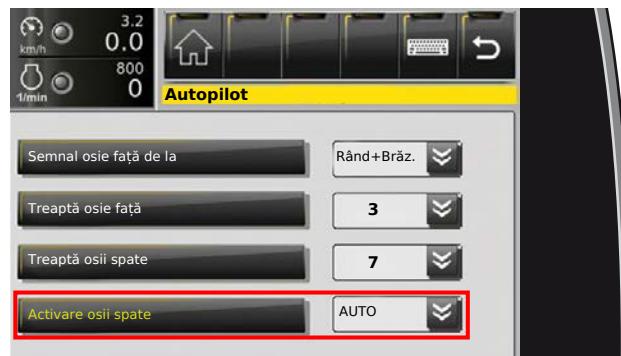 3.2
km/h 0.0
800
1/min 0
Autopilot
Semnal osie față de la Rând+Brăz.
Treaptă osie față 3
Treaptă osii spate 7
Activare osii spate AUTO